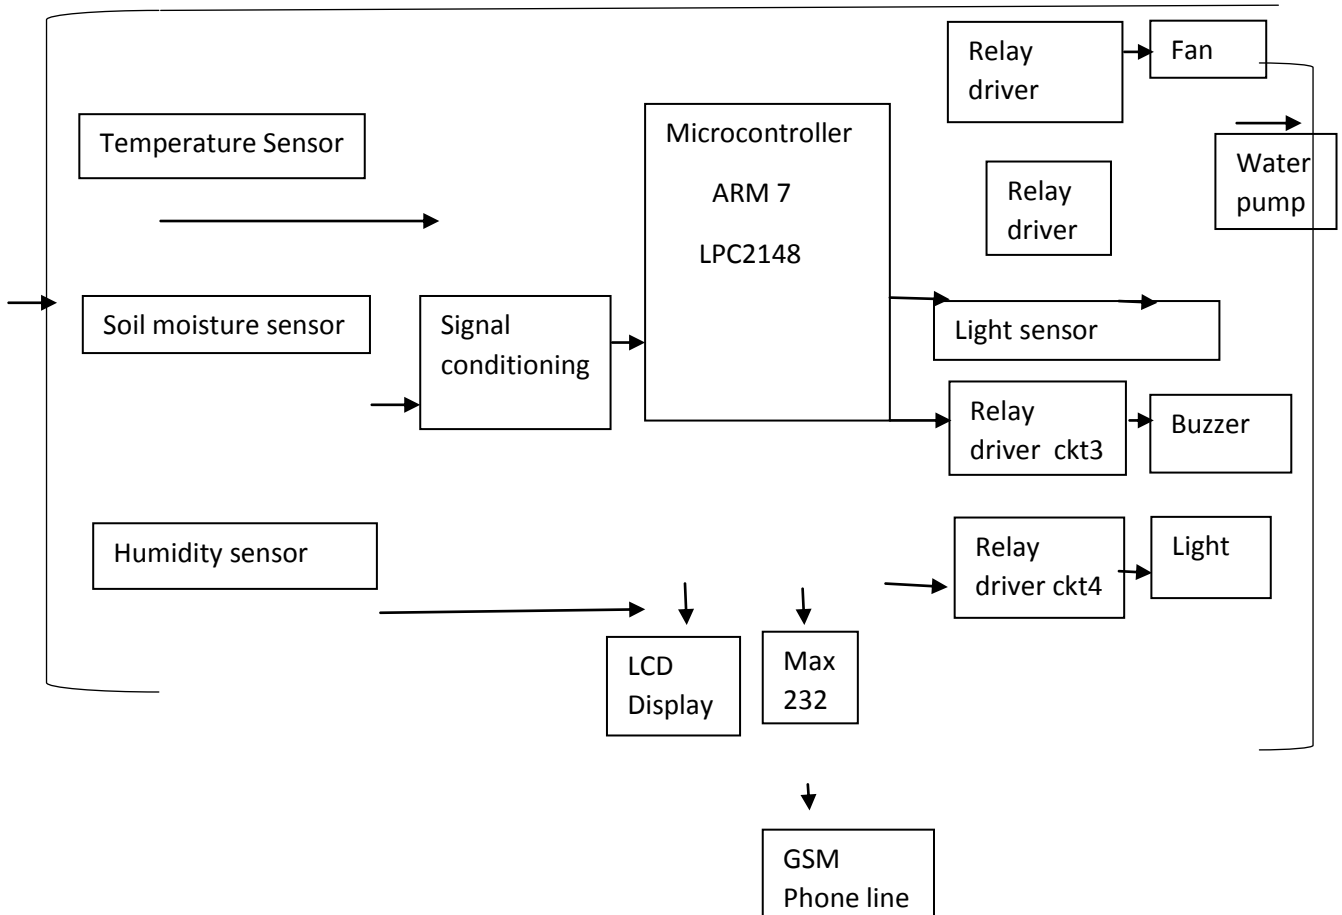 Temperature Sensor
Soil moisture sensor
Humidity sensor
Signal
conditioning
Microcontroller
ARM 7
LPC2148
LCD
Display
Max
232
GSM
Phone line
Relay
driver
Fan
Relay
driver
Water
pump
Light sensor
Relay
driver ckt3
Buzzer
Relay
driver ckt4
Light